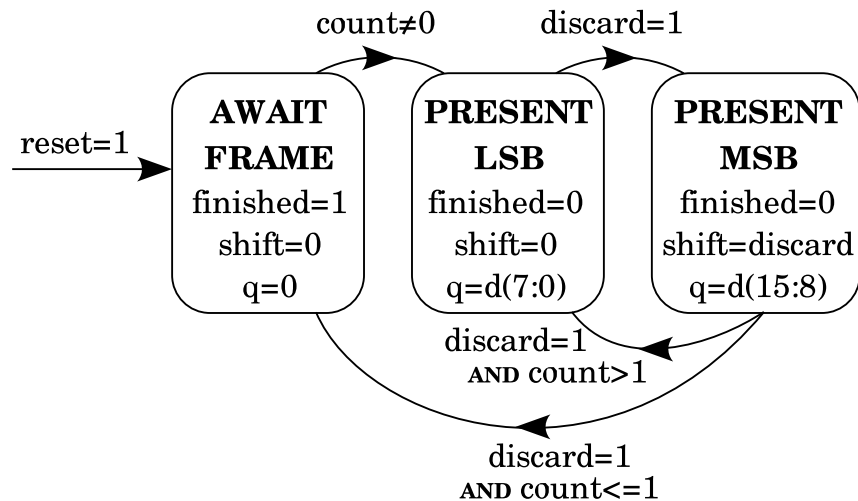 count≠0
discard=1
reset=1
AWAIT
FRAME
finished=1
shift=0
q=0
PRESENT
LSB
finished=0
shift=0
q=d(7:0)
PRESENT
MSB
finished=0
shift=discard
q=d(15:8)
discard=1
AND count>1
discard=1
AND count<=1